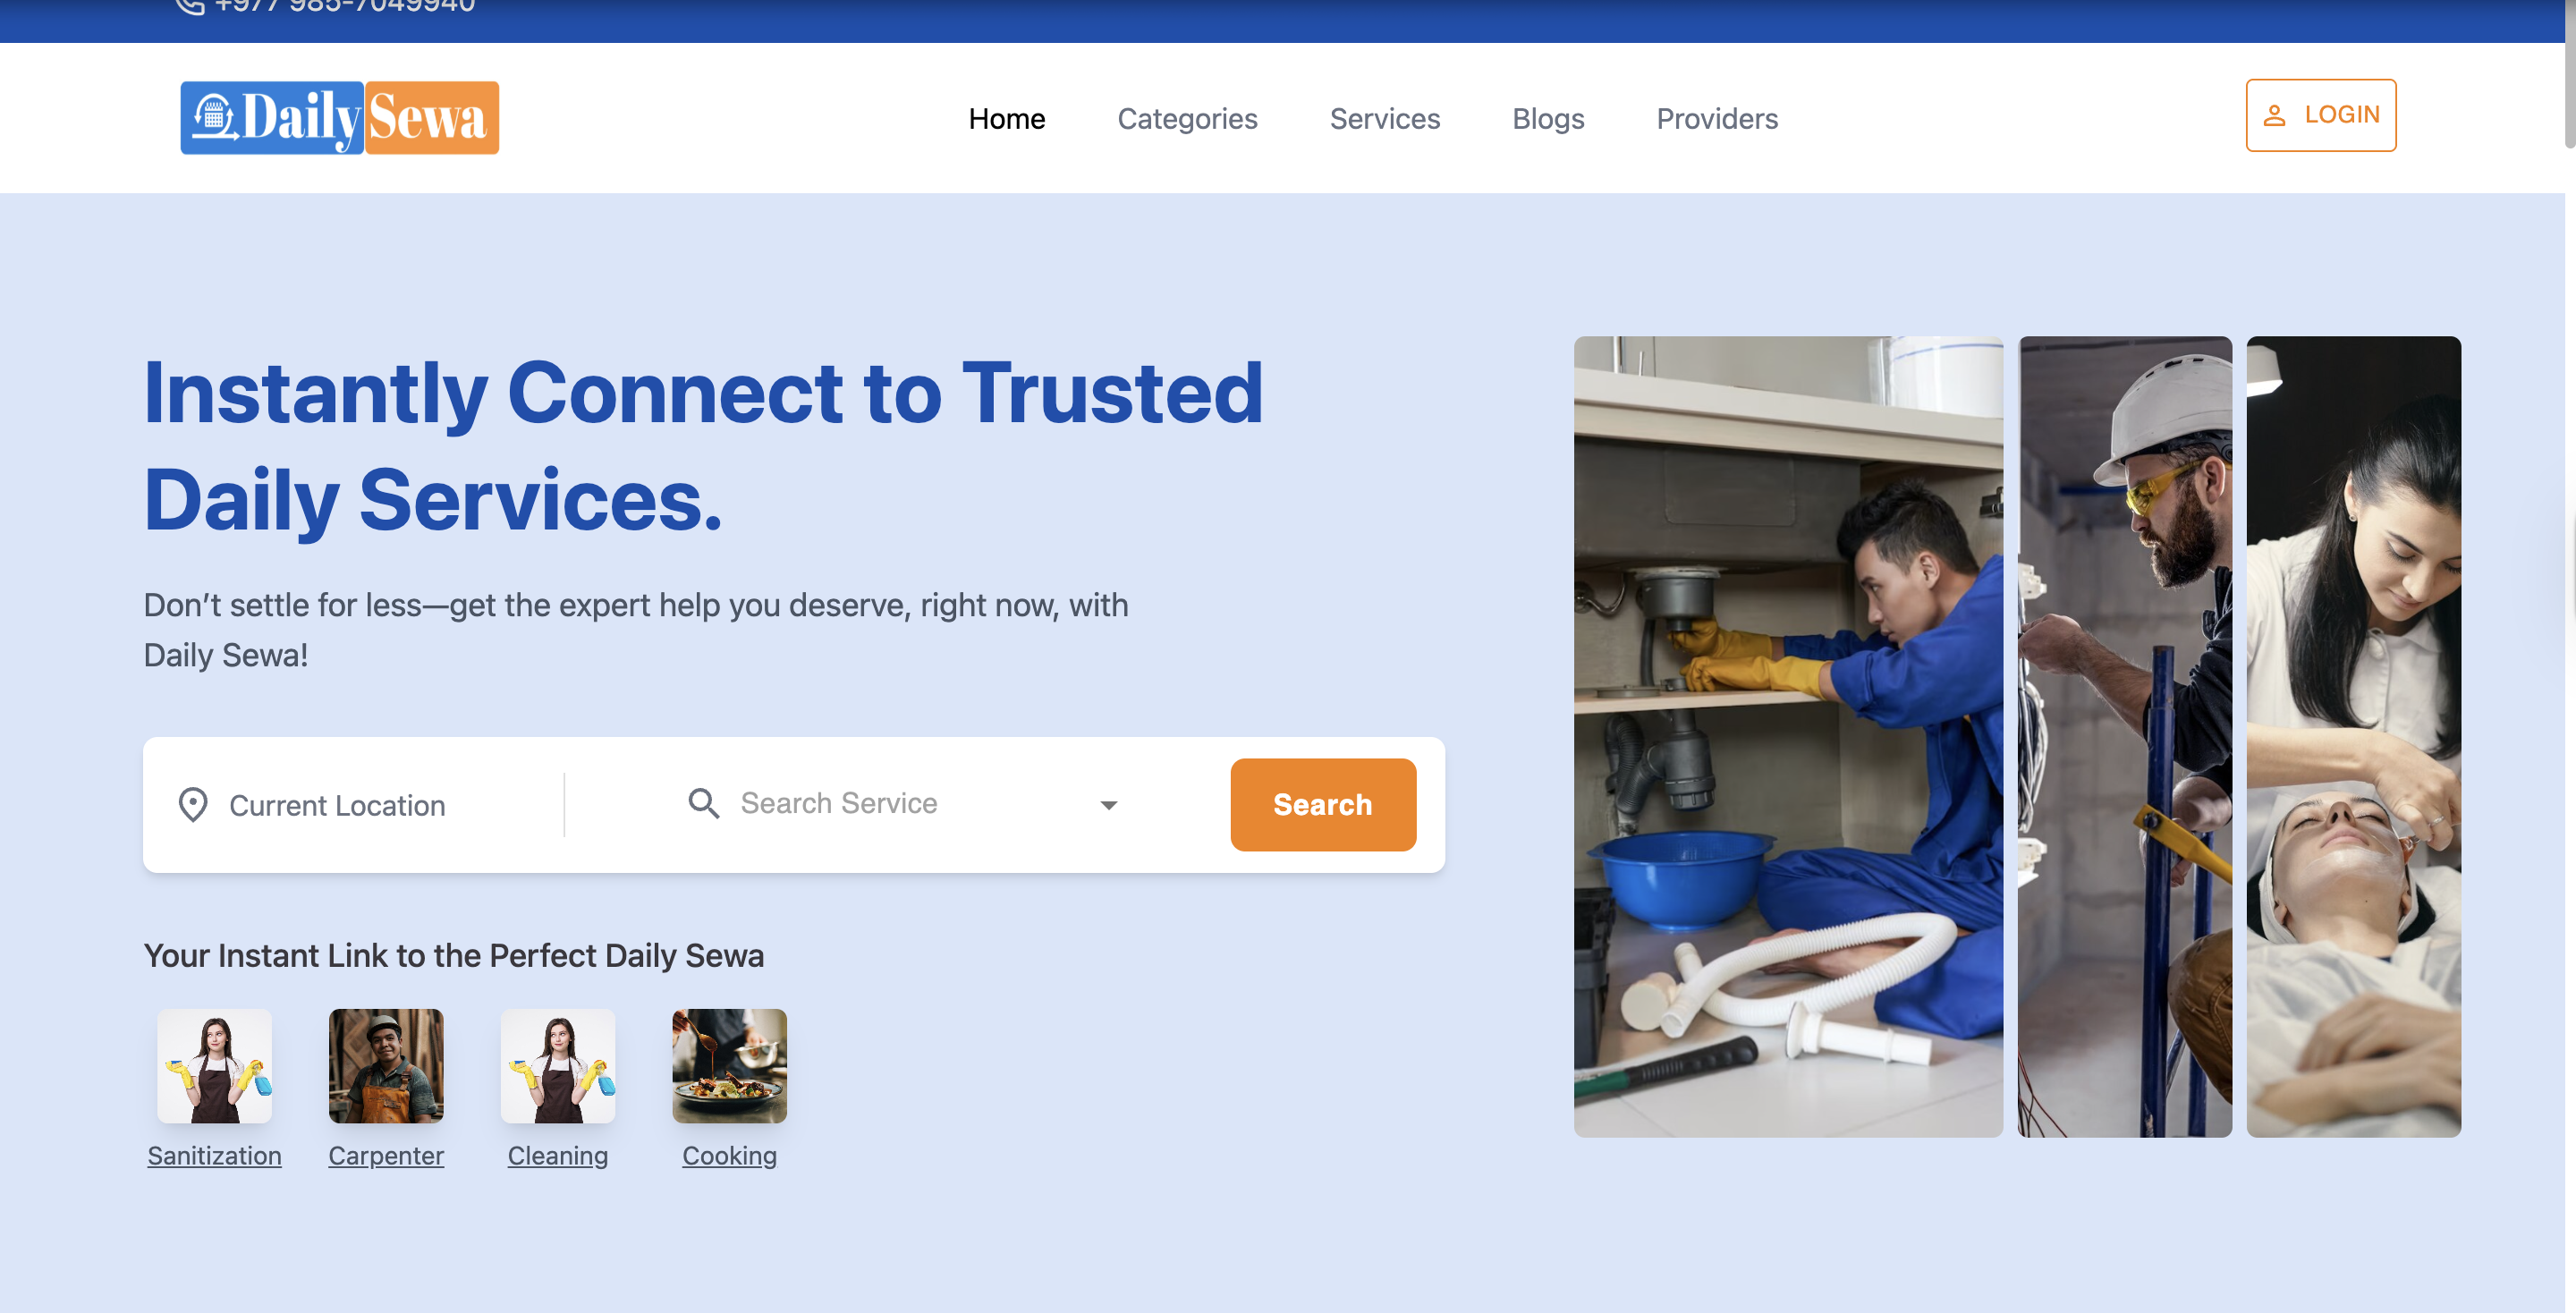 +977 985-7049940
Daily Sewa
Home Categories Services Blogs Providers
LOGIN
Instantly Connect to Trusted
Daily Services.
Don’t settle for less—get the expert help you deserve, right now, with
Daily Sewa!
Current Location
Search Service
Search
Your Instant Link to the Perfect Daily Sewa
Sanitization Carpenter Cleaning Cooking